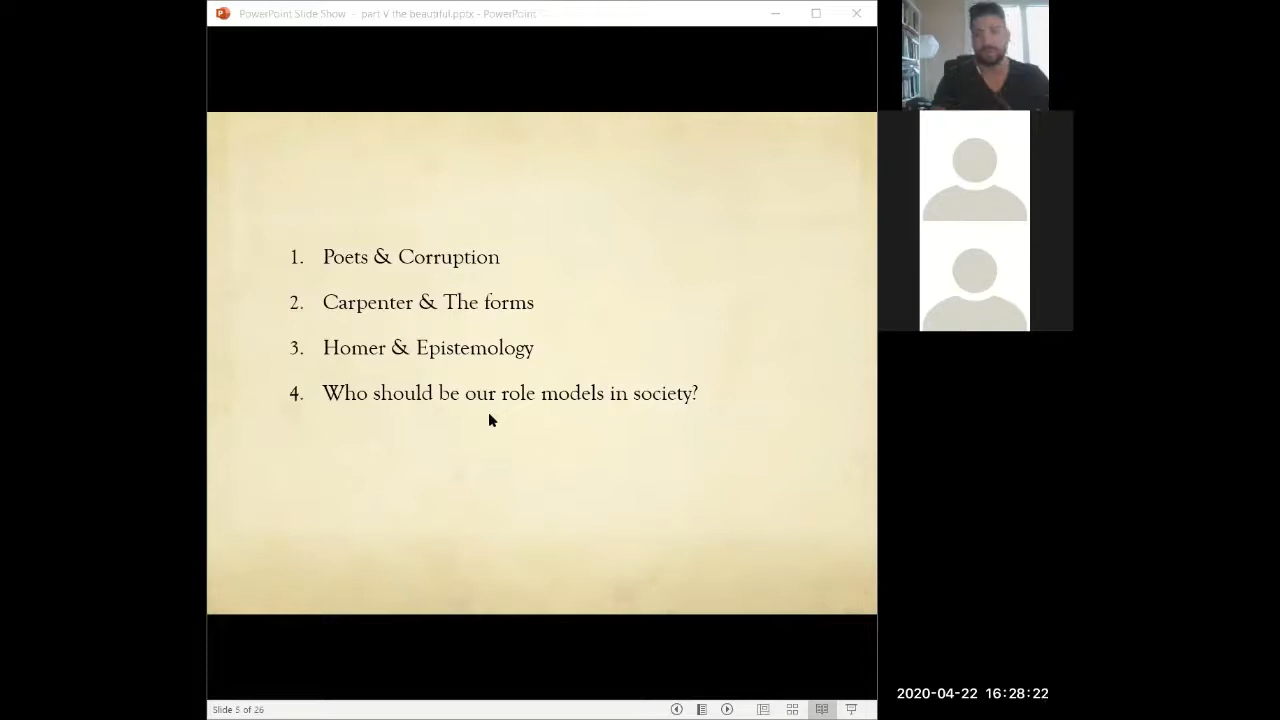 PowerPoint Slide Show - part V the beautiful.pptx - PowerPoint
1. Poets & Corruption
2. Carpenter & The forms
3. Homer & Epistemology
4. Who should be our role models in society?
2020-04-22 16:28:22
Slide 5 of 26